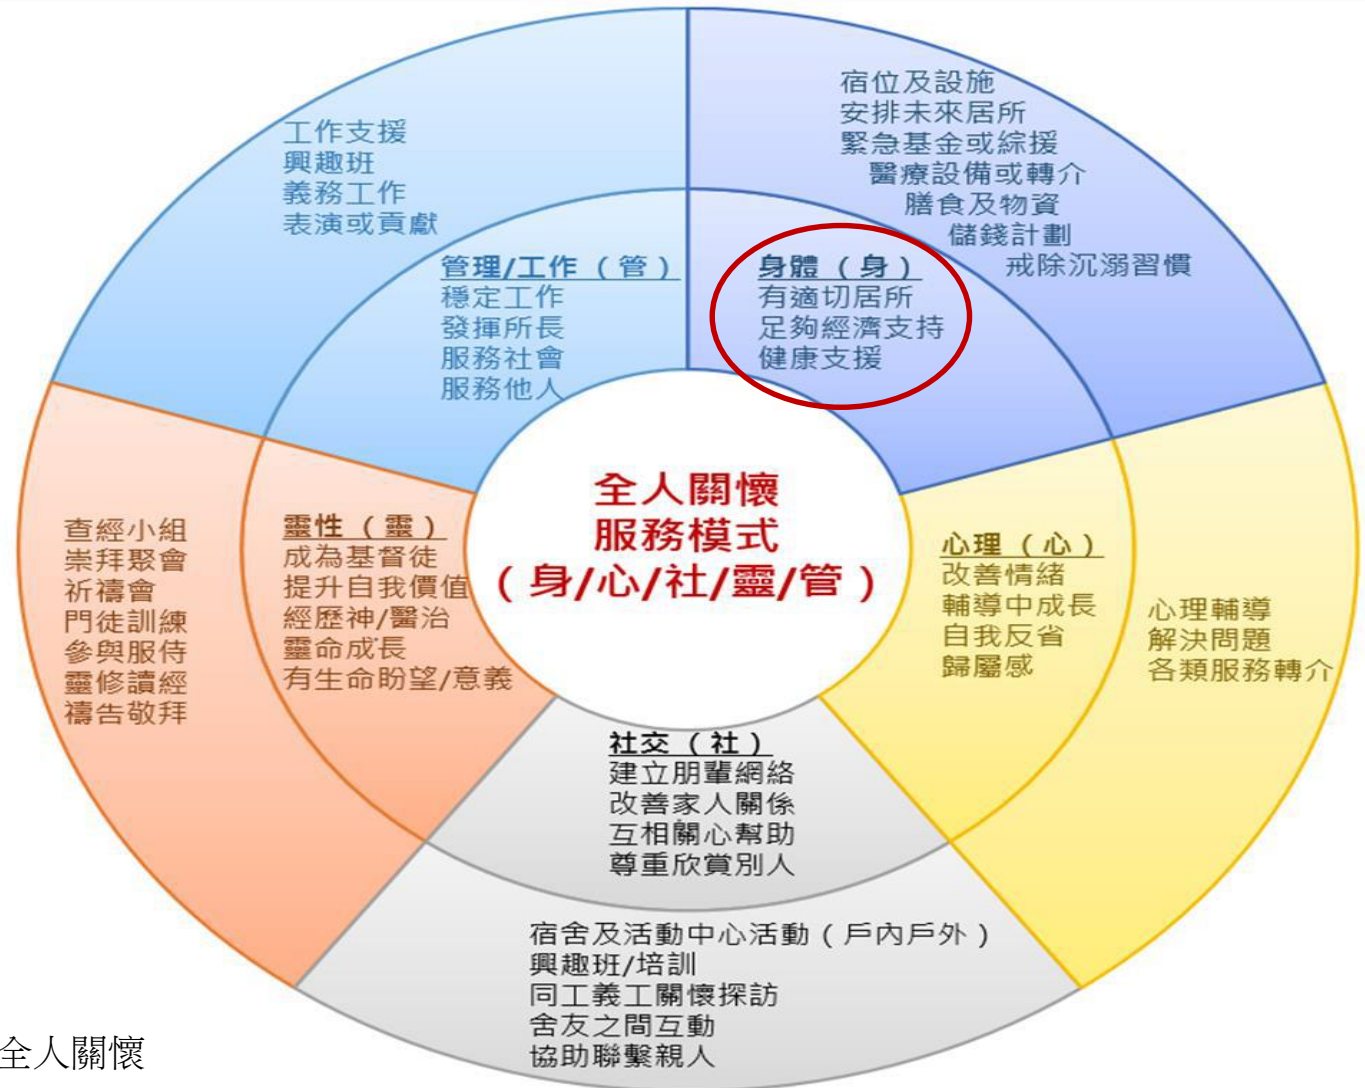 工作支援
興趣班
義務工作
表演或貢獻
宿位及設施
安排未來居所
緊急基金或綜援
醫療設備或轉介
膳食及物資
儲錢計劃
戒除沉溺習慣
管理/工作（管）
穩定工作
發揮所長
服務社會
服務他人
身體（身）
有適切居所
足夠經濟支持
健康支援
全人關懷
服務模式
（身/心/社/靈/管）
查經小組
崇拜聚會
祈禱會
門徒訓練
參與服侍
靈修讀經
禱告敬拜
靈性（靈）
成為基督徒
提升自我價值
經歷神/醫治
靈命成長
有生命盼望/意義
心理（心）
改善情緒
輔導中成長
自我反省
歸屬感
心理輔導
解決問題
各類服務轉介
社交（社）
建立朋輩網絡
改善家人關係
互相關心幫助
尊重欣賞別人
宿舍及活動中心活動（戶內戶外）
興趣班/培訓
同工義工關懷探訪
舍友之間互動
協助聯繫親人
全人關懷